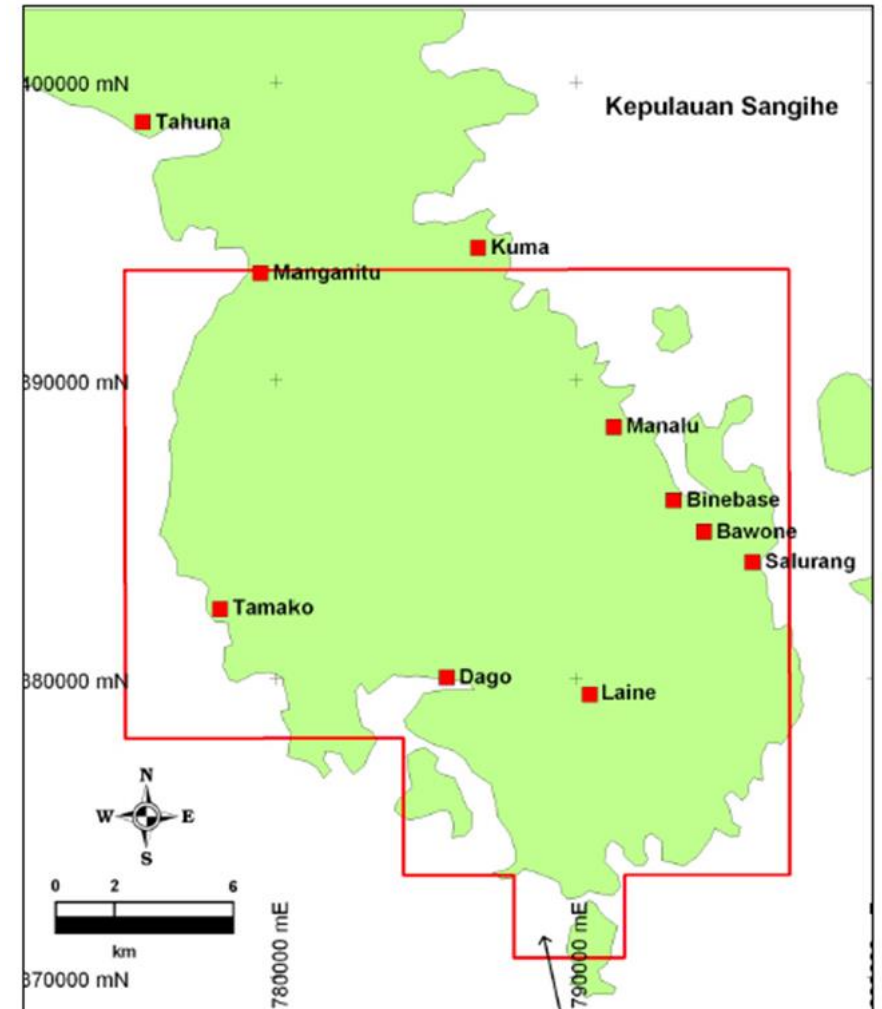 400000 mN
Kepulauan Sangihe
Tahuna
Kuma
Manganitu
390000 mN
Manalu
Binebase
Bawone
Salurang
Tamako
380000 mN
Dago
Laine
N
W E
S
0 2 6
km
780000 mE
790000 mE
370000 mN